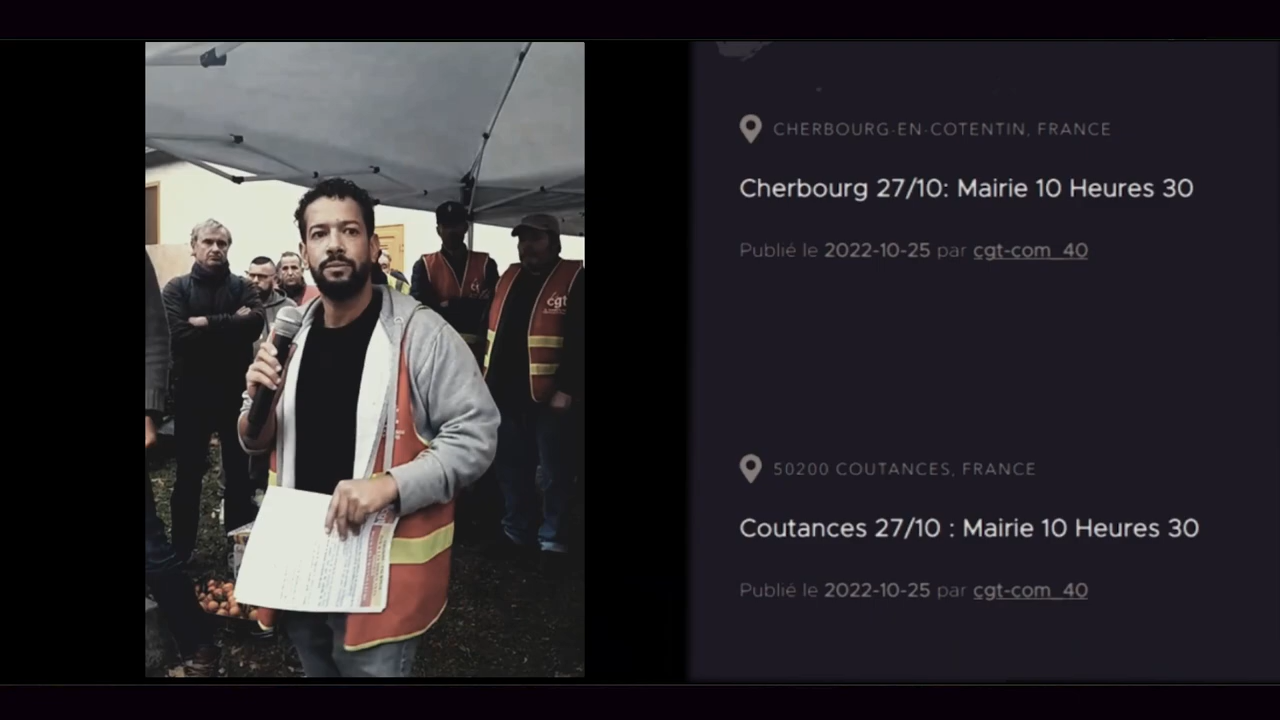 cgt
CHERBOURG-EN-COTENTIN, FRANCE
Cherbourg 27/10: Mairie 10 Heures 30
Publié le 2022-10-25 par cgt-com_40
50200 COUTANCES, FRANCE
Coutances 27/10 : Mairie 10 Heures 30
Publié le 2022-10-25 par cgt-com_40